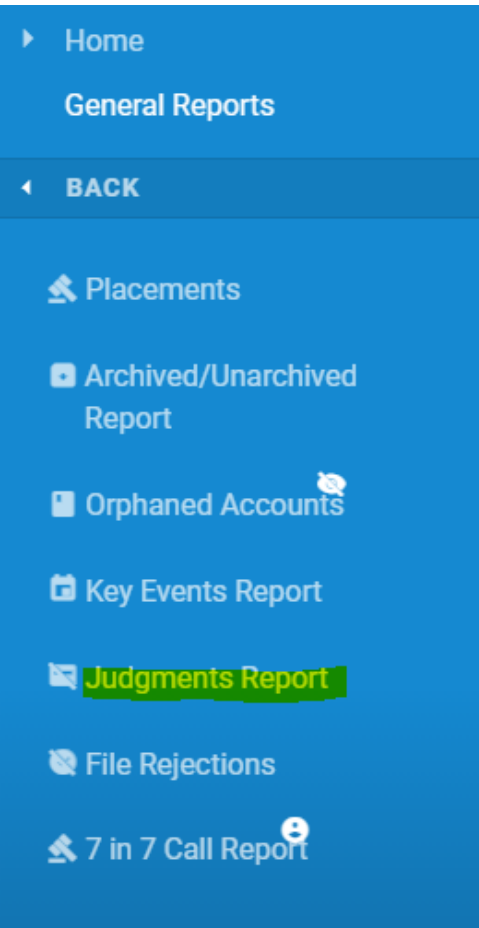 Home
General Reports
BACK
Placements
Archived/Unarchived
Report
Orphaned Accounts
Key Events Report
Judgments Report
File Rejections
7 in 7 Call Report